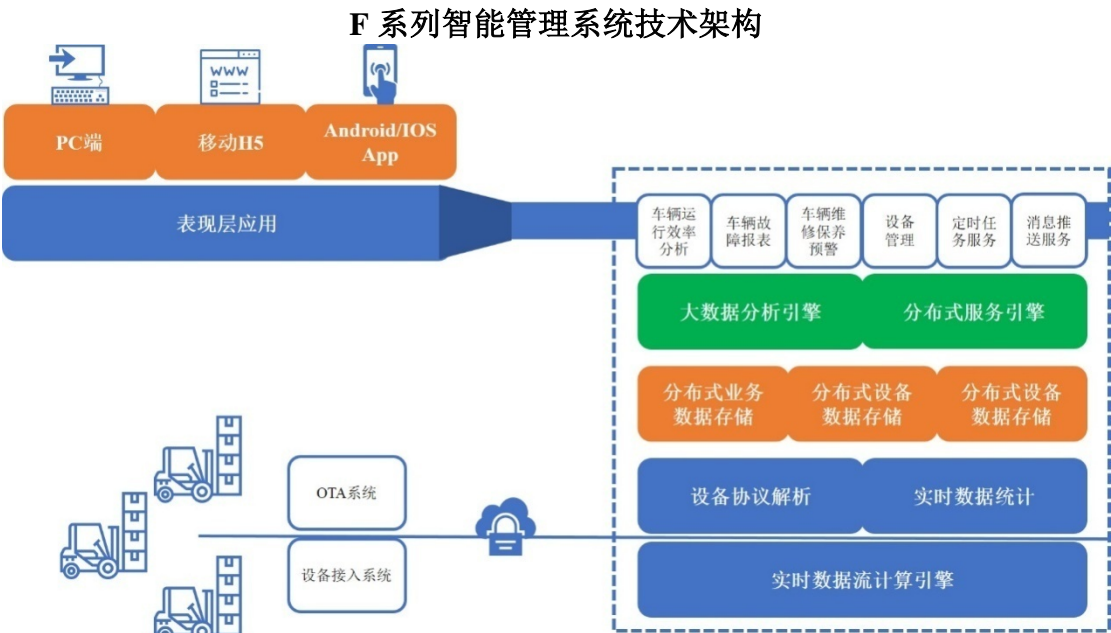 F 系列智能管理系统技术架构
WWW
PC端
移动H5
Android/IOS
App
表现层应用
车辆运
行效率
分析
车辆故
障报表
车辆维
修保养
预警
设备
管理
定时任
务服务
消息推
送服务
大数据分析引擎
分布式服务引擎
分布式业务
数据存储
分布式设备
数据存储
分布式设备
数据存储
OTA系统
设备协议解析
实时数据统计
设备接入系统
实时数据流计算引擎